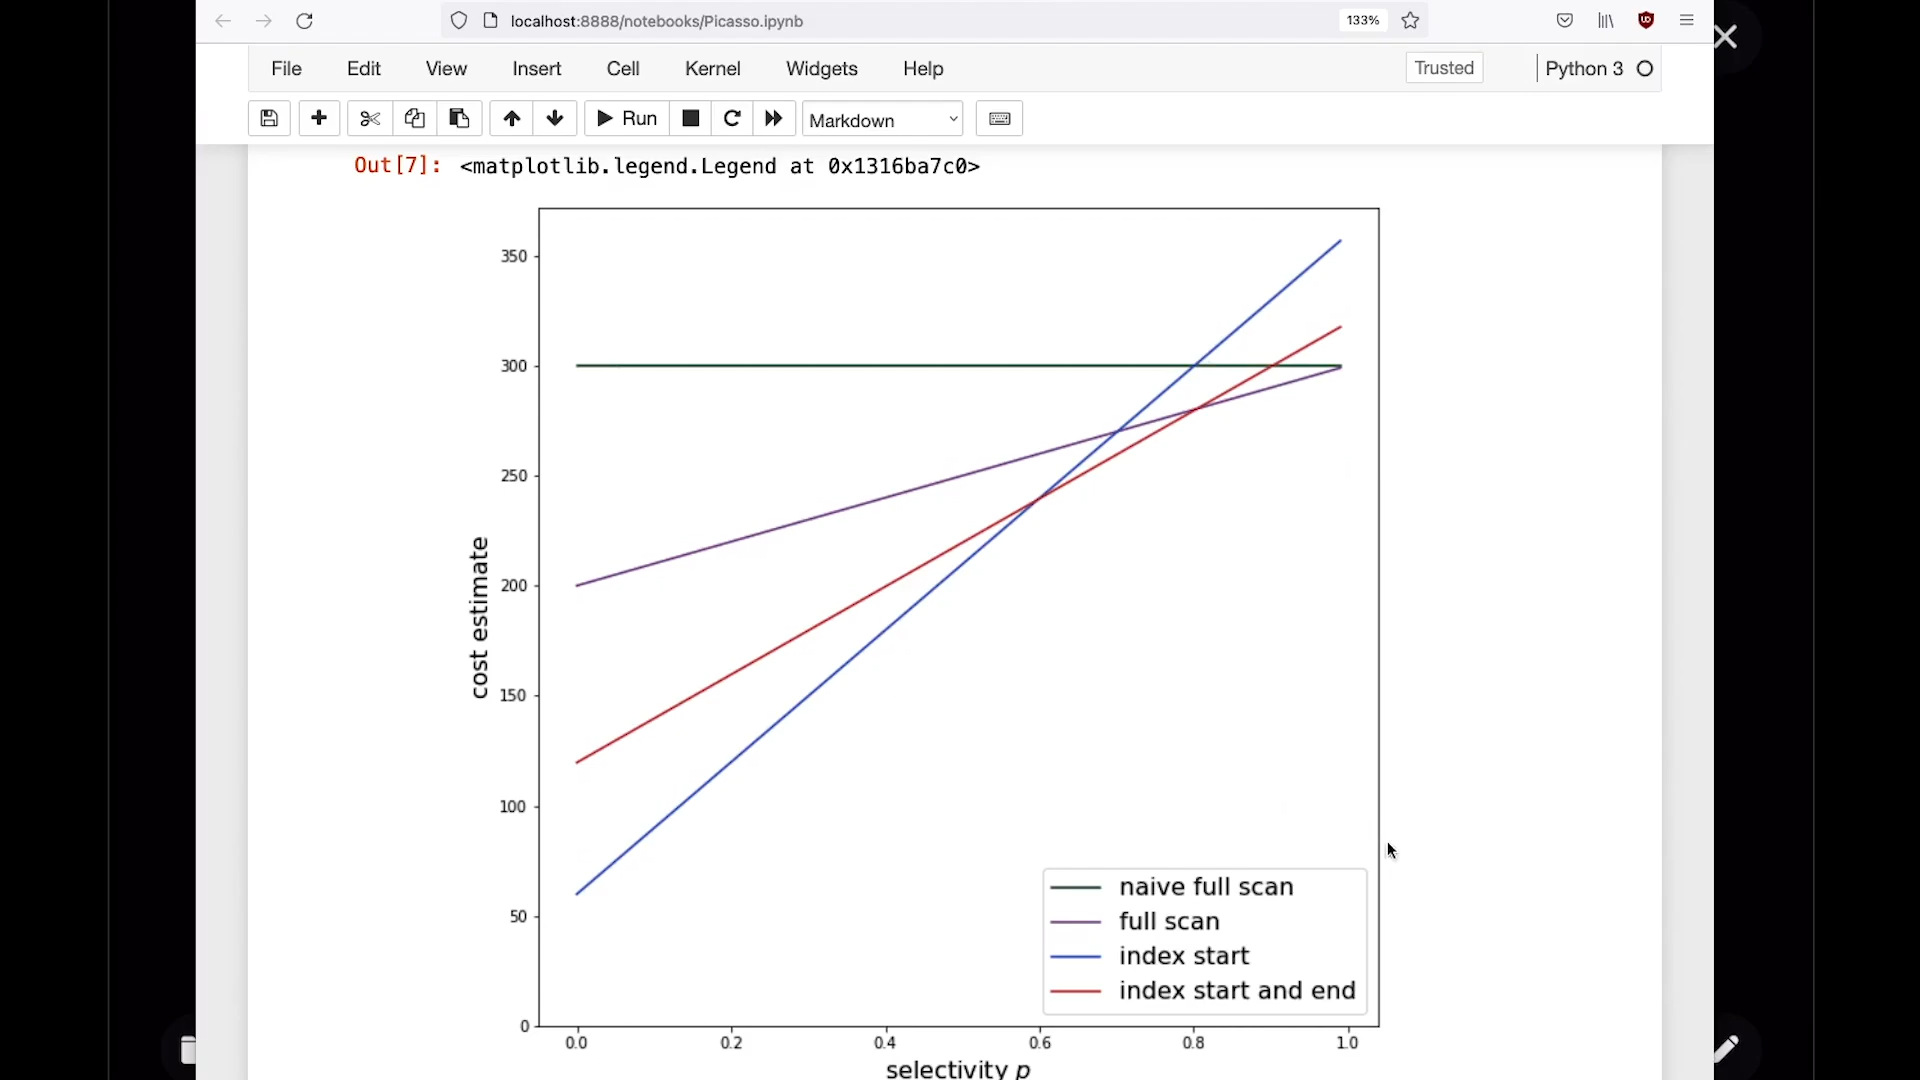 localhost:8888/notebooks/Picasso.ipynb 133%
File Edit View Insert Cell Kernel Widgets Help Trusted Python 3
Run Markdown
Out[7]: <matplotlib.legend.Legend at 0x1316ba7c0>
350
300
250
200
150
100
50
0
cost estimate
naive full scan
full scan
index start
index start and end
0.0 0.2 0.4 0.6 0.8 1.0
selectivity p